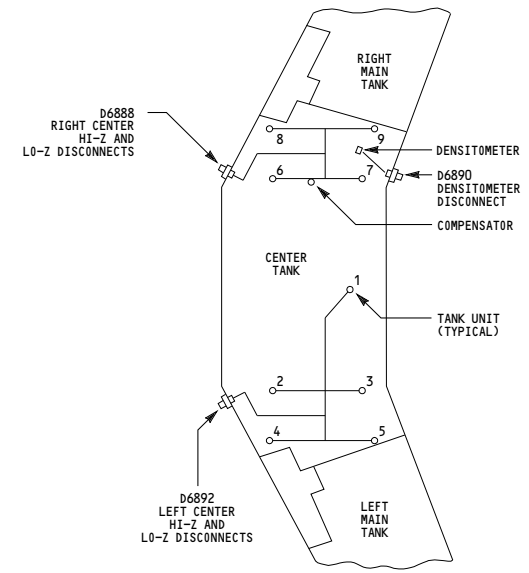 RIGHT
MAIN
TANK
D6888
RIGHT CENTER
HI-Z AND
LO-Z DISCONNECTS
8
9
DENSITOMETER
6
7
D6890
DENSITOMETER
DISCONNECT
COMPENSATOR
CENTER
TANK
1
TANK UNIT
(TYPICAL)
2
3
4
5
D6892
LEFT CENTER
HI-Z AND
LO-Z DISCONNECTS
LEFT
MAIN
TANK